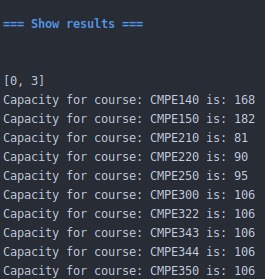 === Show results ===
[0, 3]
Capacity for course: CMPE140 is: 168
Capacity for course: CMPE150 is: 182
Capacity for course: CMPE210 is: 81
Capacity for course: CMPE220 is: 90
Capacity for course: CMPE250 is: 95
Capacity for course: CMPE300 is: 106
Capacity for course: CMPE322 is: 106
Capacity for course: CMPE343 is: 106
Capacity for course: CMPE344 is: 106
Capacity for course: CMPE350 is: 106